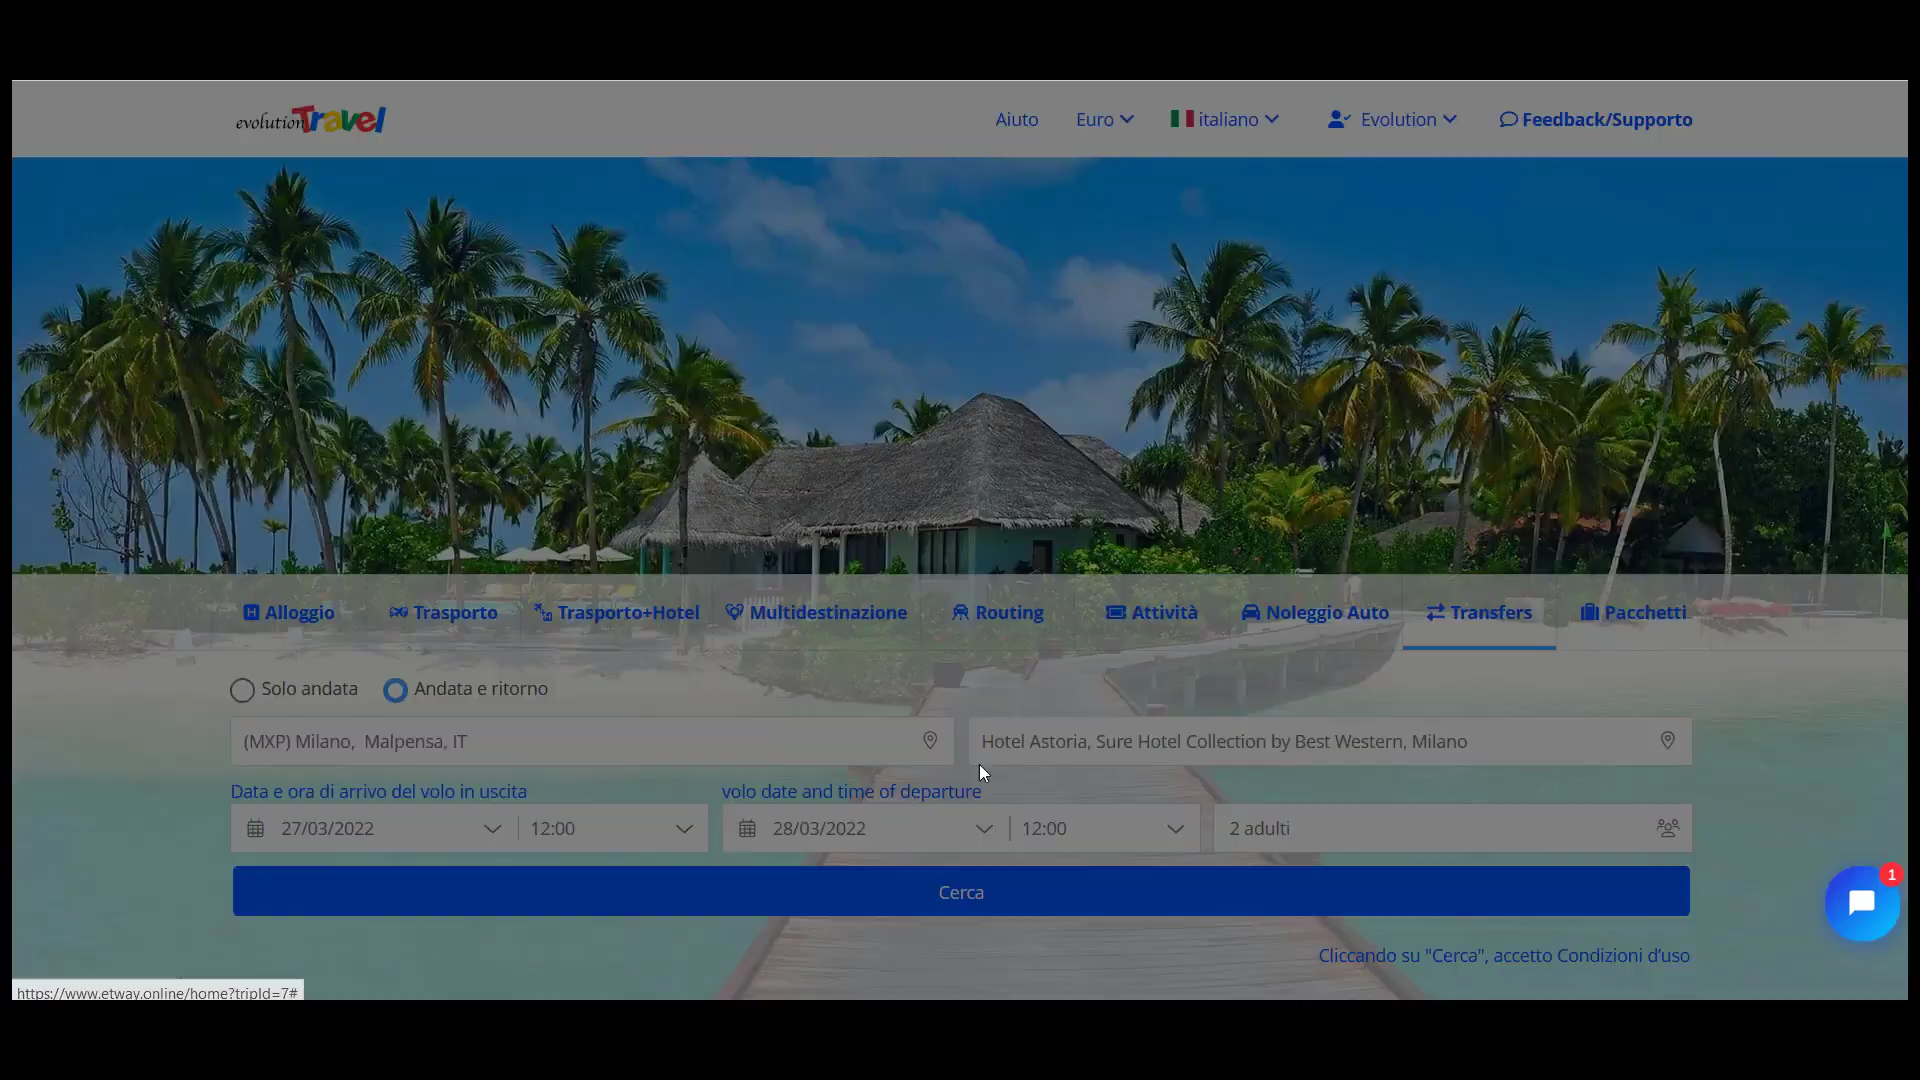 evolution Travel
Aiuto Euro italiano Evolution Feedback/Supporto
Alloggio Trasporto Trasporto+Hotel Multidestinazione Routing Attività Noleggio Auto Transfers Pacchetti
Solo andata Andata e ritorno
(MXP) Milano, Malpensa, IT Hotel Astoria, Sure Hotel Collection by Best Western, Milano
Data e ora di arrivo del volo in uscita volo date and time of departure
27/03/2022 12:00 28/03/2022 12:00 2 adulti
Cerca
1
Cliccando su "Cerca", accetto Condizioni d'uso
https://www.etway.online/home?tripId=7#